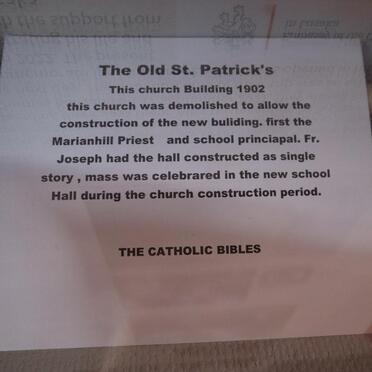 The Old St. Patrick's
This church Building 1902
this church was demolished to allow the
construction of the new buliding. first the
Marianhill Priest and school princiapal. Fr.
Joseph had the hall constructed as single
story , mass was celebrared in the new school
Hall during the church construction period.
THE CATHOLIC BIBLES